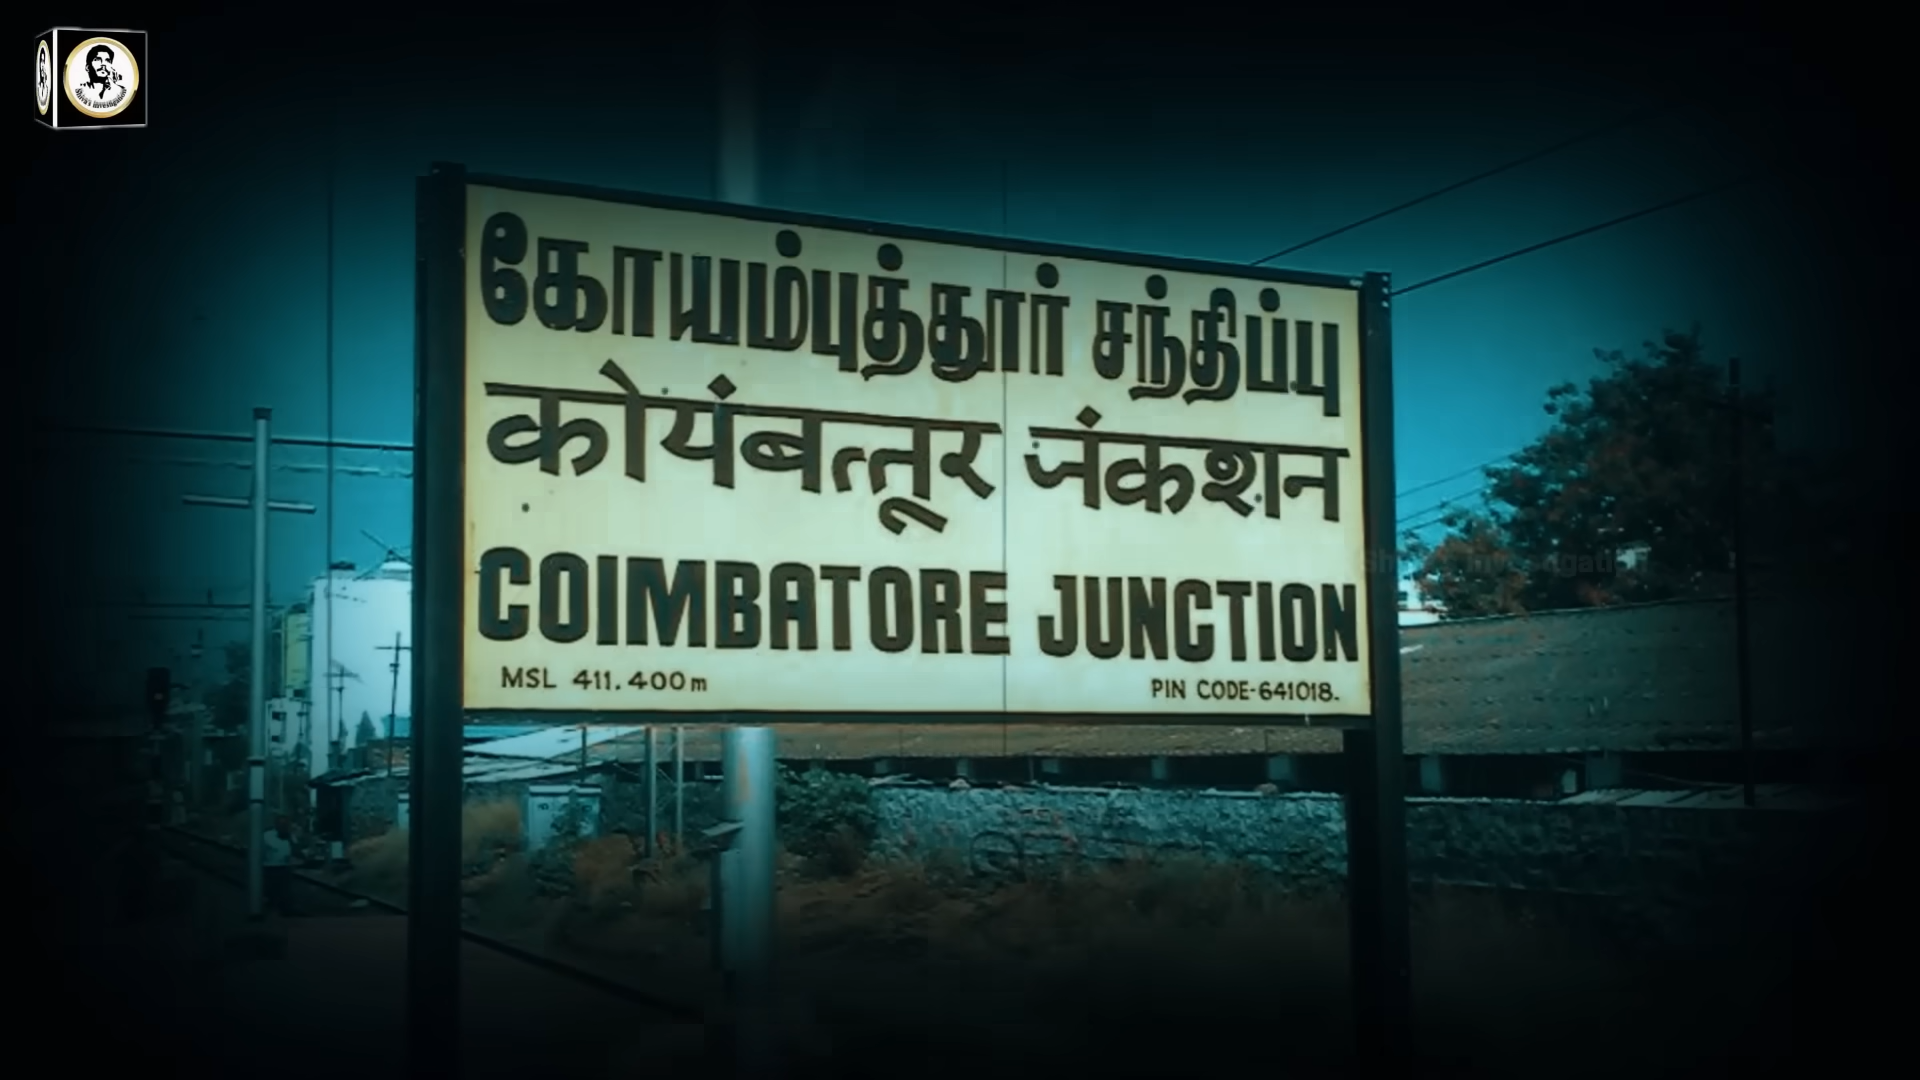 கோயம்புத்தூர் சந்திப்பு
कोयंबत्तूर जंकशन
COIMBATORE JUNCTION
MSL 411.400m
PIN CODE-641018.